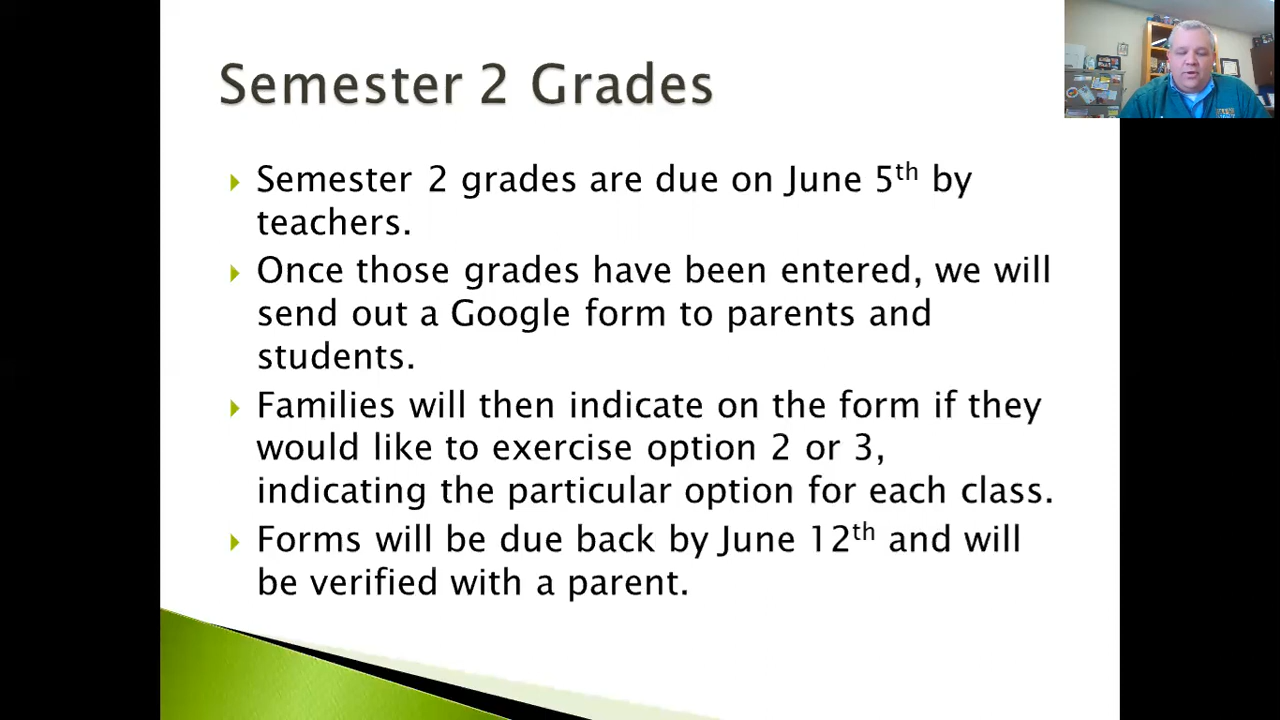 Semester 2 Grades
Semester 2 grades are due on June 5th by
teachers.
Once those grades have been entered, we will
send out a Google form to parents and
students.
Families will then indicate on the form if they
would like to exercise option 2 or 3,
indicating the particular option for each class.
Forms will be due back by June 12th and will
be verified with a parent.